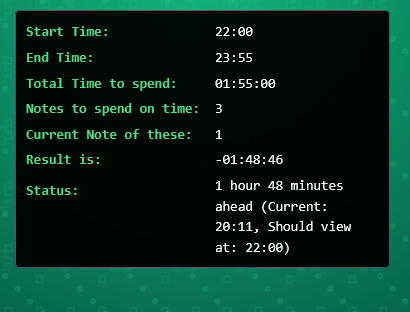 Start Time: 22:00
End Time: 23:55
Total Time to spend: 01:55:00
Notes to spend on time: 3
Current Note of these: 1
Result is: -01:48:46
Status: 1 hour 48 minutes
ahead (Current:
20:11, Should view
at: 22:00)